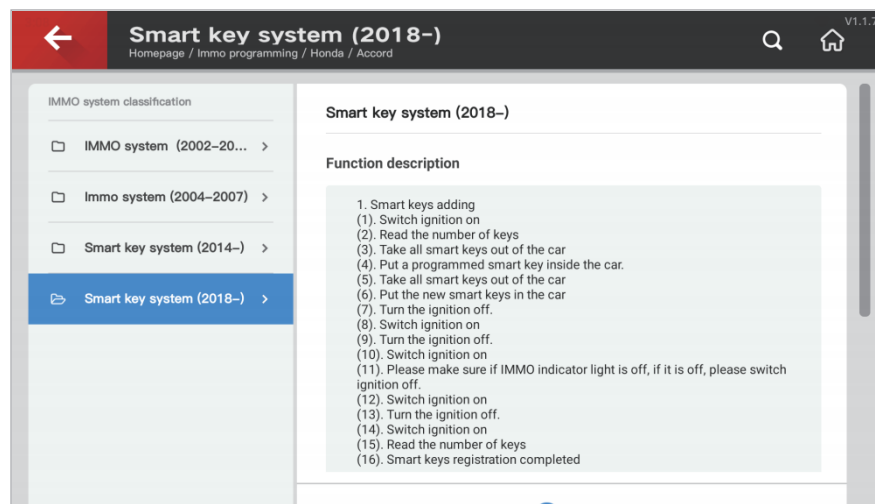 Smart key system (2018-)
Homepage / Immo programming / Honda / Accord
V1.1.7
IMMO system classification
IMMO system (2002-20...
Immo system (2004-2007)
Smart key system (2014-)
Smart key system (2018-)
Smart key system (2018-)
Function description
1. Smart keys adding
(1). Switch ignition on
(2). Read the number of keys
(3). Take all smart keys out of the car
(4). Put a programmed smart key inside the car.
(5). Take all smart keys out of the car
(6). Put the new smart keys in the car
(7). Turn the ignition off.
(8). Switch ignition on
(9). Turn the ignition off.
(10). Switch ignition on
(11). Please make sure if IMMO indicator light is off, if it is off, please switch
ignition off.
(12). Switch ignition on
(13). Turn the ignition off.
(14). Switch ignition on
(15). Read the number of keys
(16). Smart keys registration completed